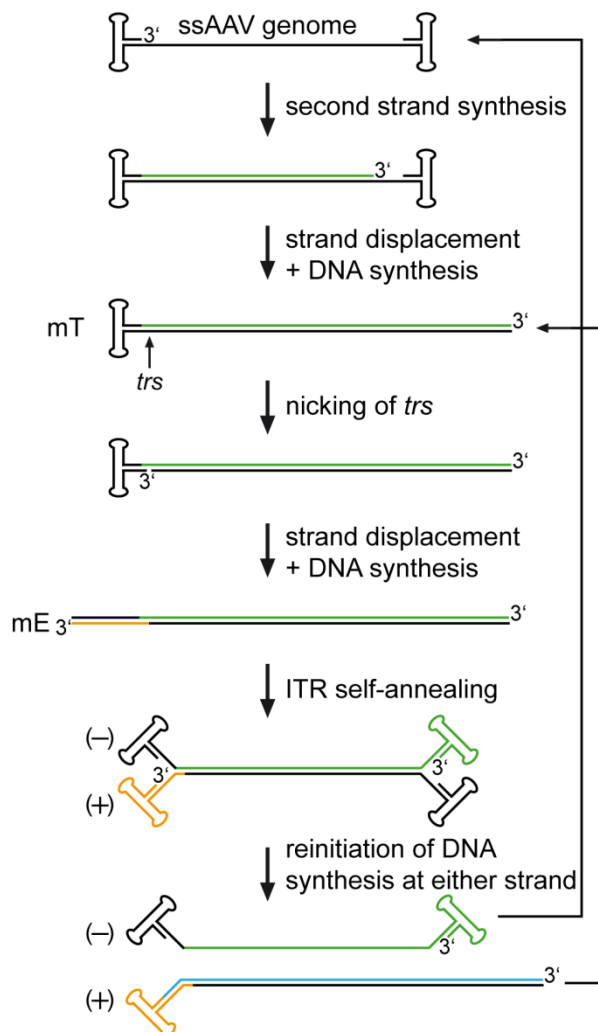 3‘ ssAAV genome
second strand synthesis
3‘
strand displacement
+ DNA synthesis
mT
3‘
trs
nicking of trs
3‘
3‘
strand displacement
+ DNA synthesis
mE 3‘
3‘
ITR self-annealing
(–)
3‘
3‘
(+)
reinitiation of DNA
synthesis at either strand
(–)
3‘
3‘
(+)